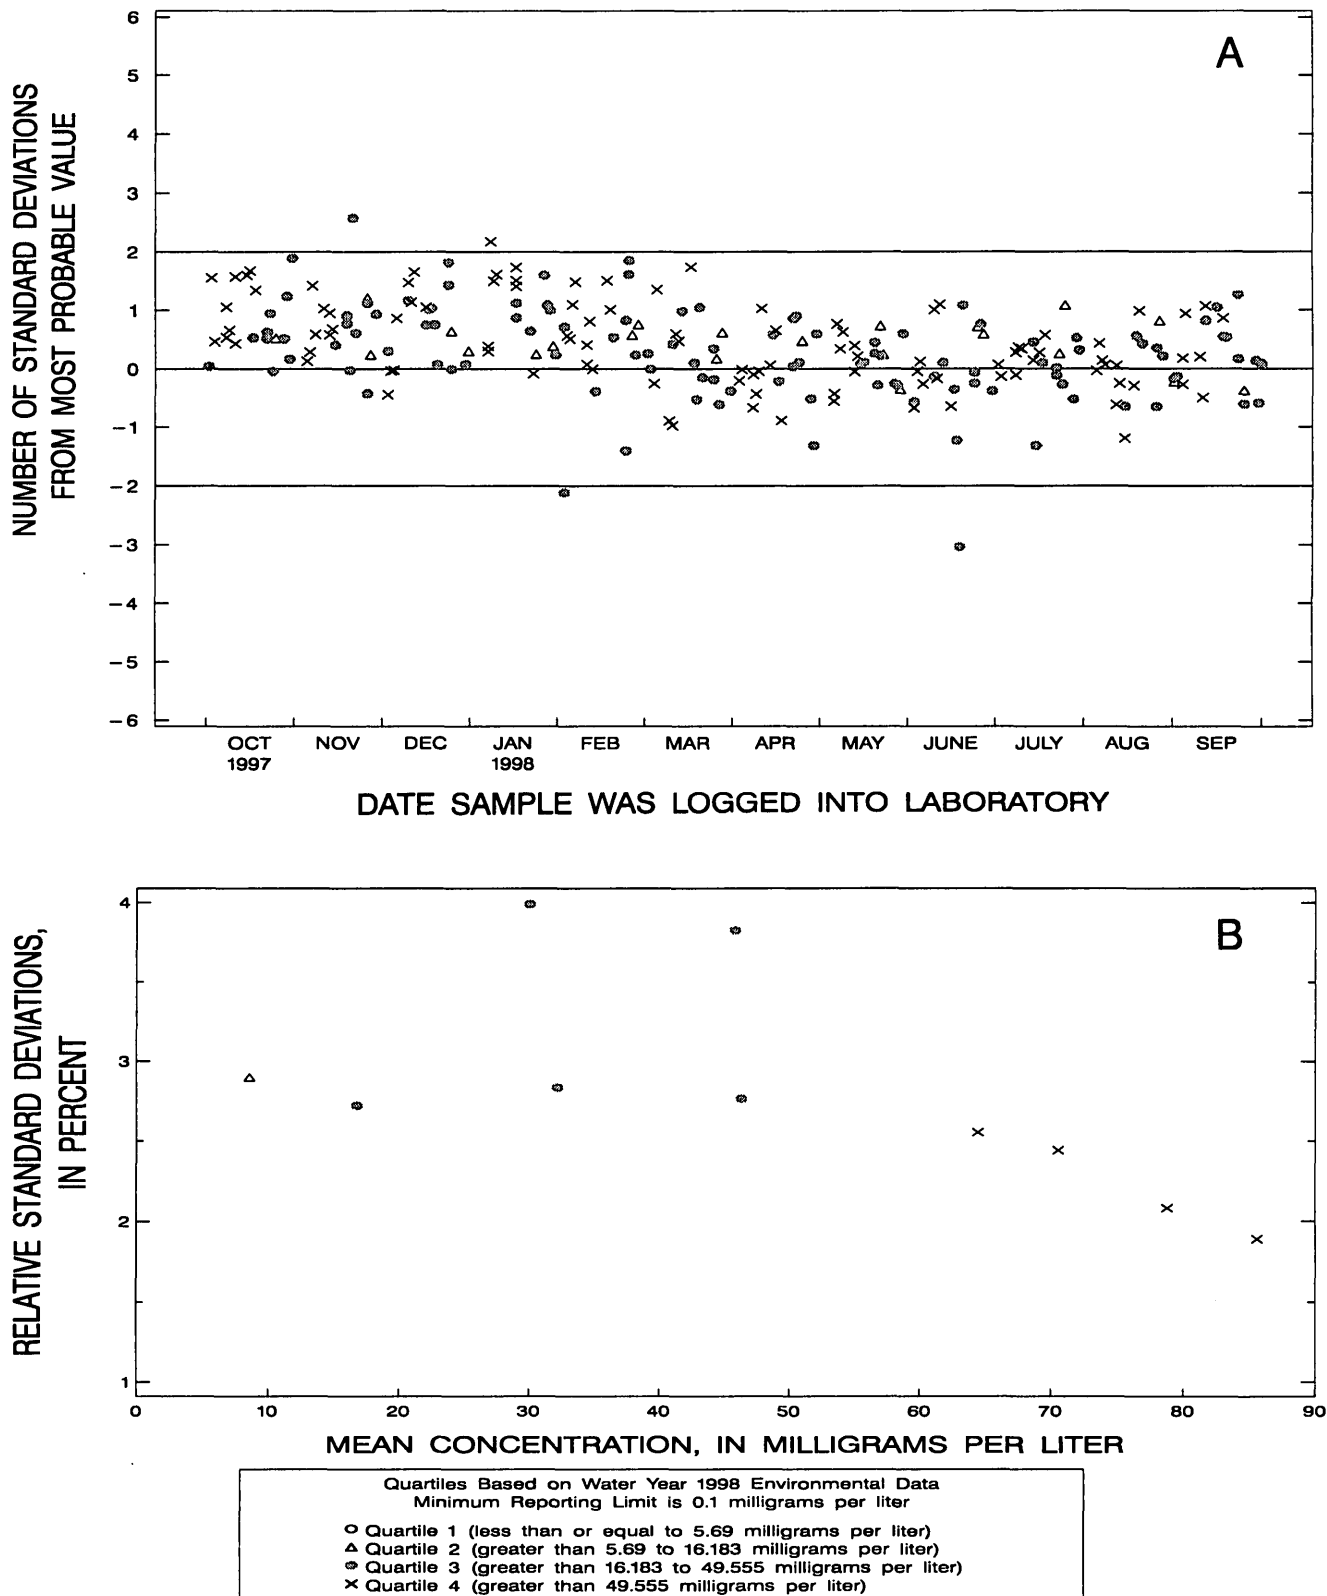 A
NUMBER OF STANDARD DEVIATIONS
FROM MOST PROBABLE VALUE
6
5
4
3
2
1
0
−1
−2
−3
−4
−5
−6
OCT NOV DEC JAN FEB MAR APR MAY JUNE JULY AUG SEP
1997 1998
DATE SAMPLE WAS LOGGED INTO LABORATORY
B
RELATIVE STANDARD DEVIATIONS,
IN PERCENT
4
3
2
1
0 10 20 30 40 50 60 70 80 90
MEAN CONCENTRATION, IN MILLIGRAMS PER LITER
Quartiles Based on Water Year 1998 Environmental Data
Minimum Reporting Limit is 0.1 milligrams per liter
Quartile 1 (less than or equal to 5.69 milligrams per liter)
Quartile 2 (greater than 5.69 to 16.183 milligrams per liter)
Quartile 3 (greater than 16.183 to 49.555 milligrams per liter)
Quartile 4 (greater than 49.555 milligrams per liter)